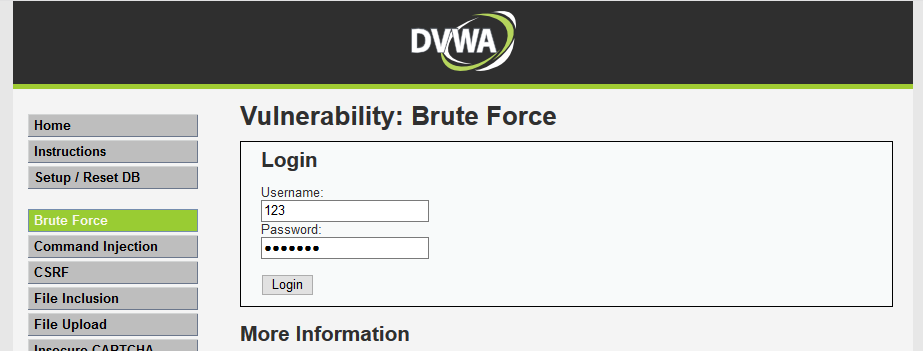 DVWA
Home
Instructions
Setup / Reset DB
Brute Force
Command Injection
CSRF
File Inclusion
File Upload
Insecure CAPTCHA
Vulnerability: Brute Force
Login
Username:
123
Password:
●●●●●●●
Login
More Information